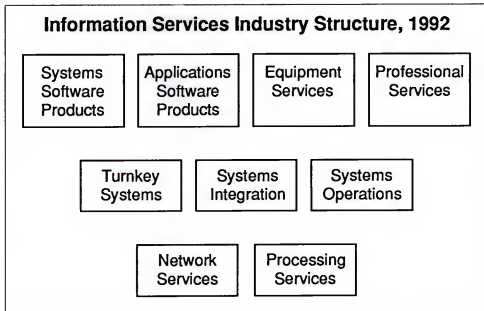 Information Services Industry Structure, 1992
Systems
Software
Products
Applications
Software
Products
Equipment
Services
Professional
Services
Turnkey
Systems
Systems
Integration
Systems
Operations
Network
Services
Processing
Services